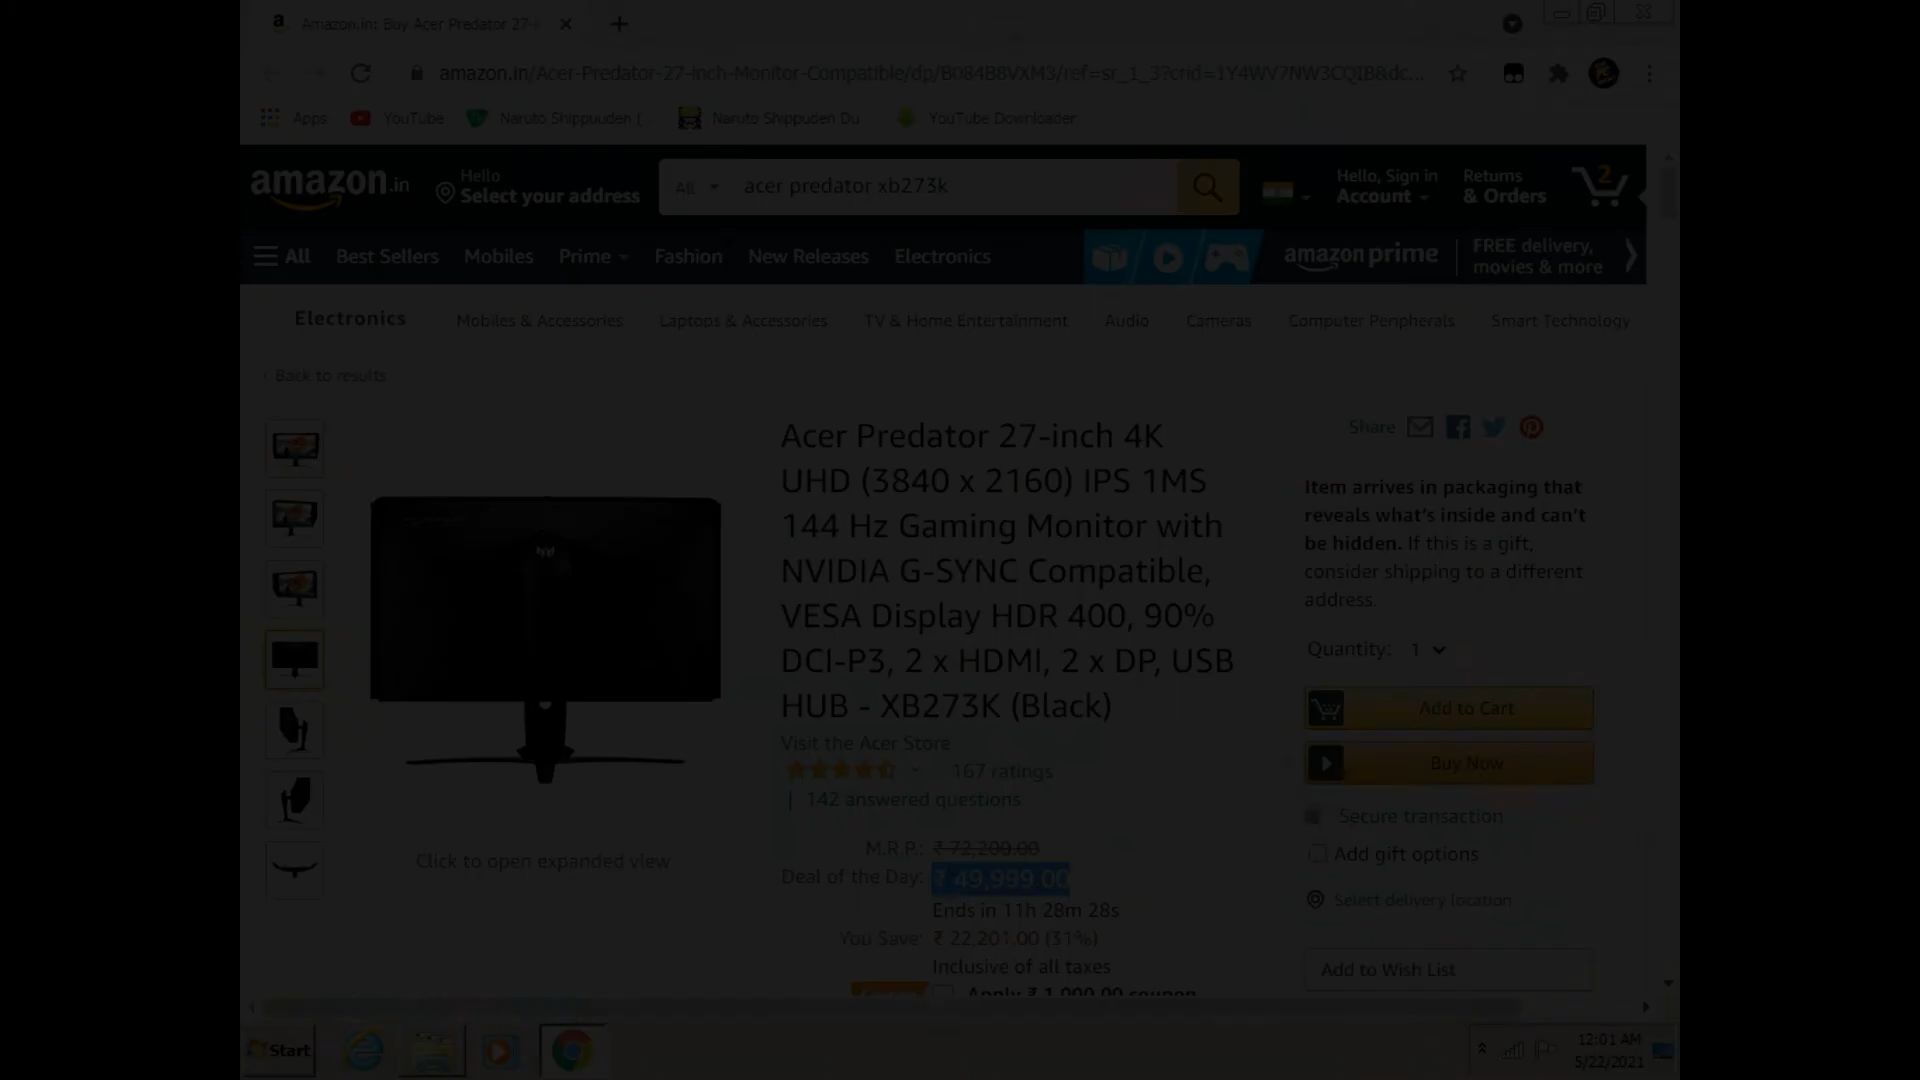 Amazon.in: Buy Acer Predator 27-i
amazon.in/Acer-Predator-27-inch-Monitor-Compatible/dp/B084B8VXM3/ref=sr_1_3?crid=1Y4WV7NW3CQIB&dc...
Apps YouTube Naruto Shippuuden ( Naruto Shippuden Du YouTube Downloader
amazon.in
Hello
Select your address
All acer predator xb273k
Hello, Sign in
Account
Returns
& Orders
2
All Best Sellers Mobiles Prime Fashion New Releases Electronics
amazon prime
FREE delivery,
movies & more
Electronics Mobiles & Accessories Laptops & Accessories TV & Home Entertainment Audio Cameras Computer Peripherals Smart Technology
‹ Back to results
Click to open expanded view
Acer Predator 27-inch 4K
UHD (3840 x 2160) IPS 1MS
144 Hz Gaming Monitor with
NVIDIA G-SYNC Compatible,
VESA Display HDR 400, 90%
DCI-P3, 2 x HDMI, 2 x DP, USB
HUB - XB273K (Black)
Visit the Acer Store
167 ratings
| 142 answered questions
M.R.P.: ₹ 72,200.00
Deal of the Day: ₹ 49,999.00
Ends in 11h 28m 28s
You Save: ₹ 22,201.00 (31%)
Inclusive of all taxes
Apply ₹ 1,000.00 coupon
Share
Item arrives in packaging that
reveals what's inside and can't
be hidden. If this is a gift,
consider shipping to a different
address.
Quantity: 1
Add to Cart
Buy Now
Secure transaction
Add gift options
Select delivery location
Add to Wish List
Start
12:01 AM
5/22/2021